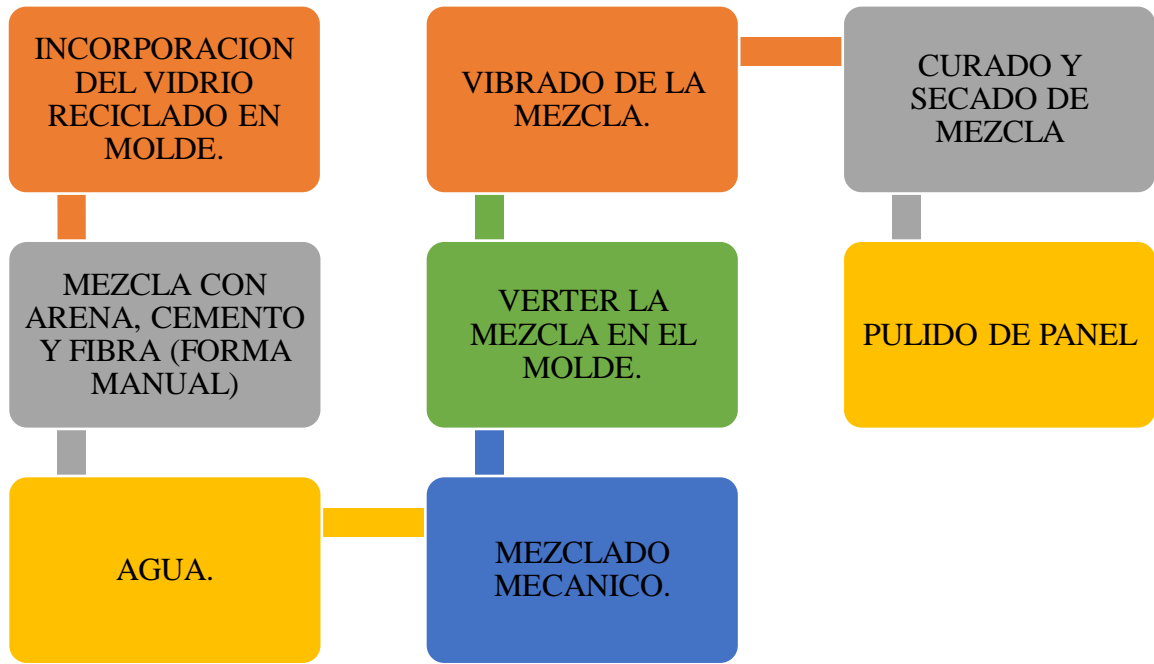 INCORPORACION
DEL VIDRIO
RECICLADO EN
MOLDE.
MEZCLA CON
ARENA, CEMENTO
Y FIBRA (FORMA
MANUAL)
AGUA.
MEZCLADO
MECANICO.
VERTER LA
MEZCLA EN EL
MOLDE.
VIBRADO DE LA
MEZCLA.
CURADO Y
SECADO DE
MEZCLA
PULIDO DE PANEL